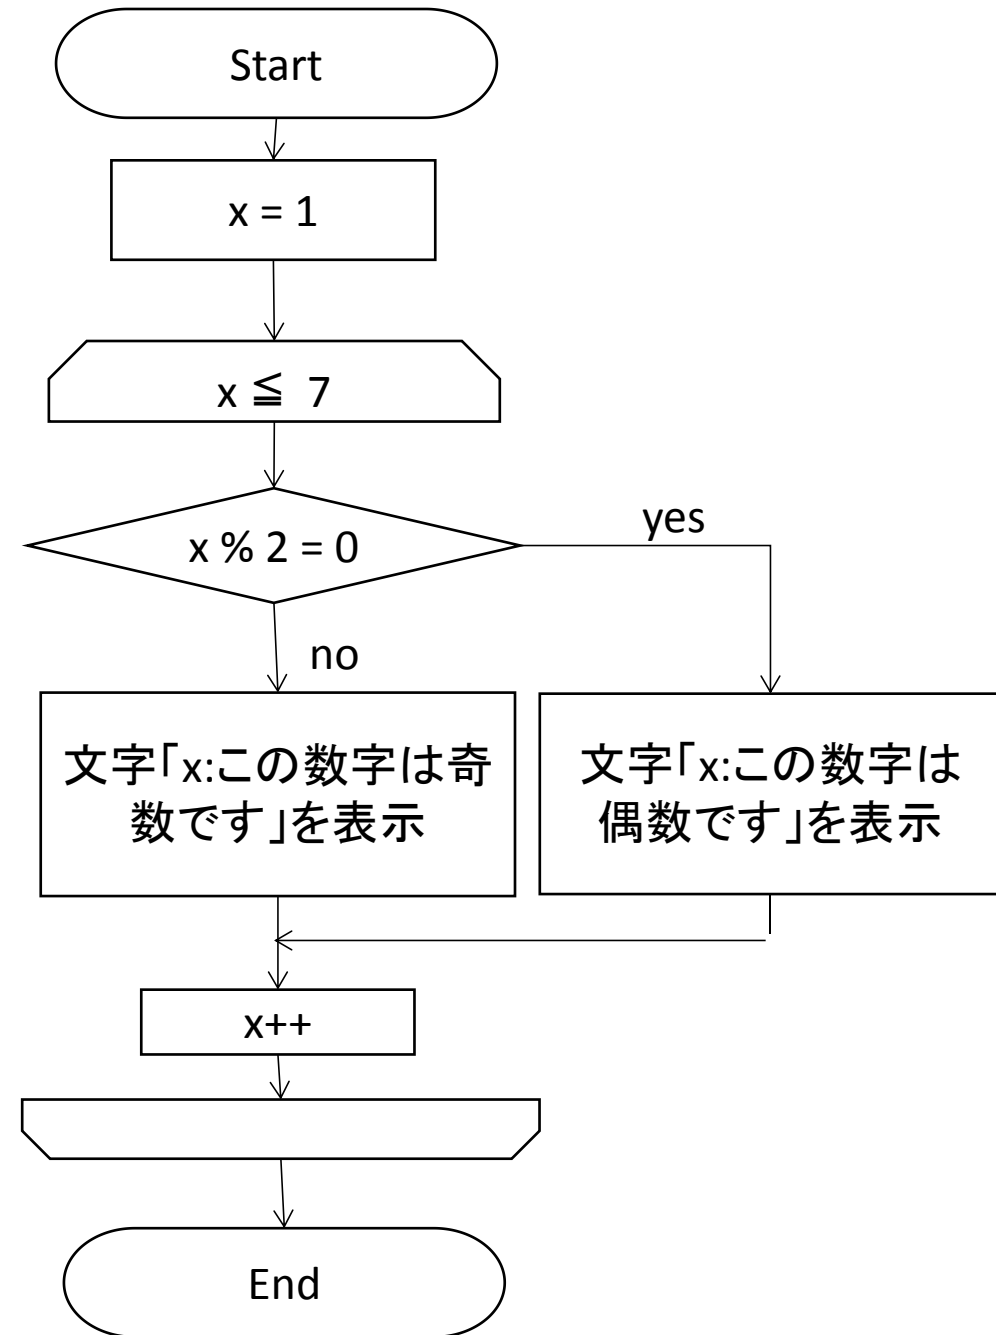 Start
x = 1
x ≦ 7
x % 2 = 0
yes
no
文字「x:この数字は奇
数です」を表示
文字「x:この数字は
偶数です」を表示
x++
End